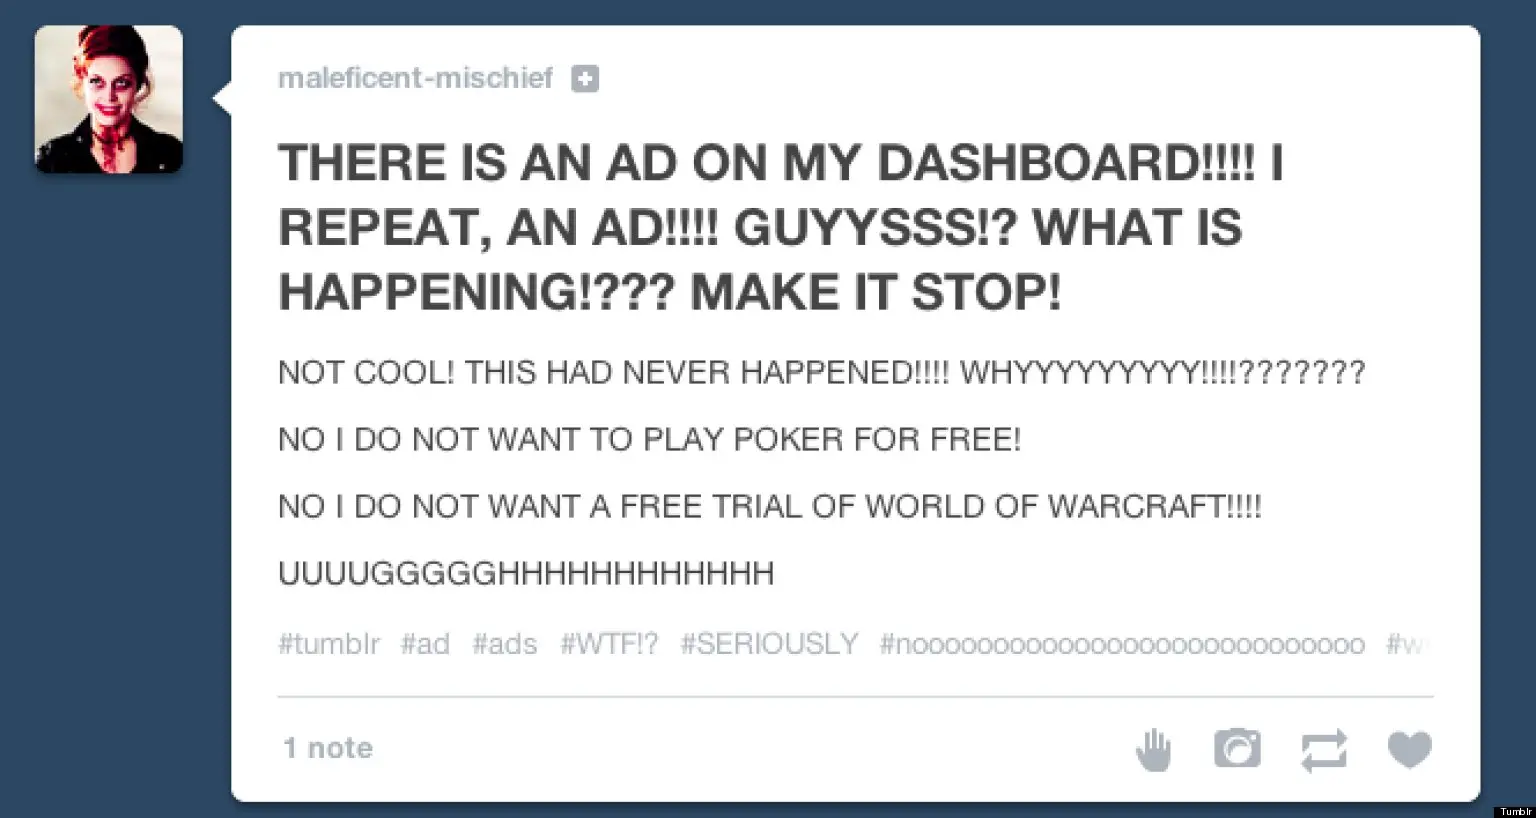 maleficent-mischief
THERE IS AN AD ON MY DASHBOARD!!!! I
REPEAT, AN AD!!!! GUYYSSS!? WHAT IS
HAPPENING!??? MAKE IT STOP!
NOT COOL! THIS HAD NEVER HAPPENED!!!! WHYYYYYYYYY!!!!???????
NO I DO NOT WANT TO PLAY POKER FOR FREE!
NO I DO NOT WANT A FREE TRIAL OF WORLD OF WARCRAFT!!!!
UUUUGGGGGHHHHHHHHHHHH
#tumblr #ad #ads #WTF!? #SERIOUSLY #noooooooooooooooooooooooooooo
1 note
Tumblr